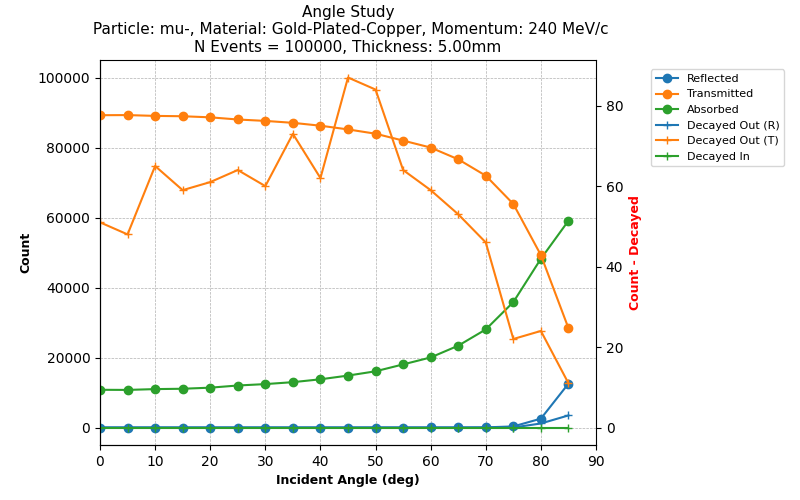 Angle Study
Particle: mu-, Material: Gold-Plated-Copper, Momentum: 240 MeV/c
N Events = 100000, Thickness: 5.00mm
100000
80000
60000
40000
20000
0
Count
0 10 20 30 40 50 60 70 80 90
Incident Angle (deg)
80
60
40
20
0
Count - Decayed
Reflected
Transmitted
Absorbed
Decayed Out (R)
Decayed Out (T)
Decayed In